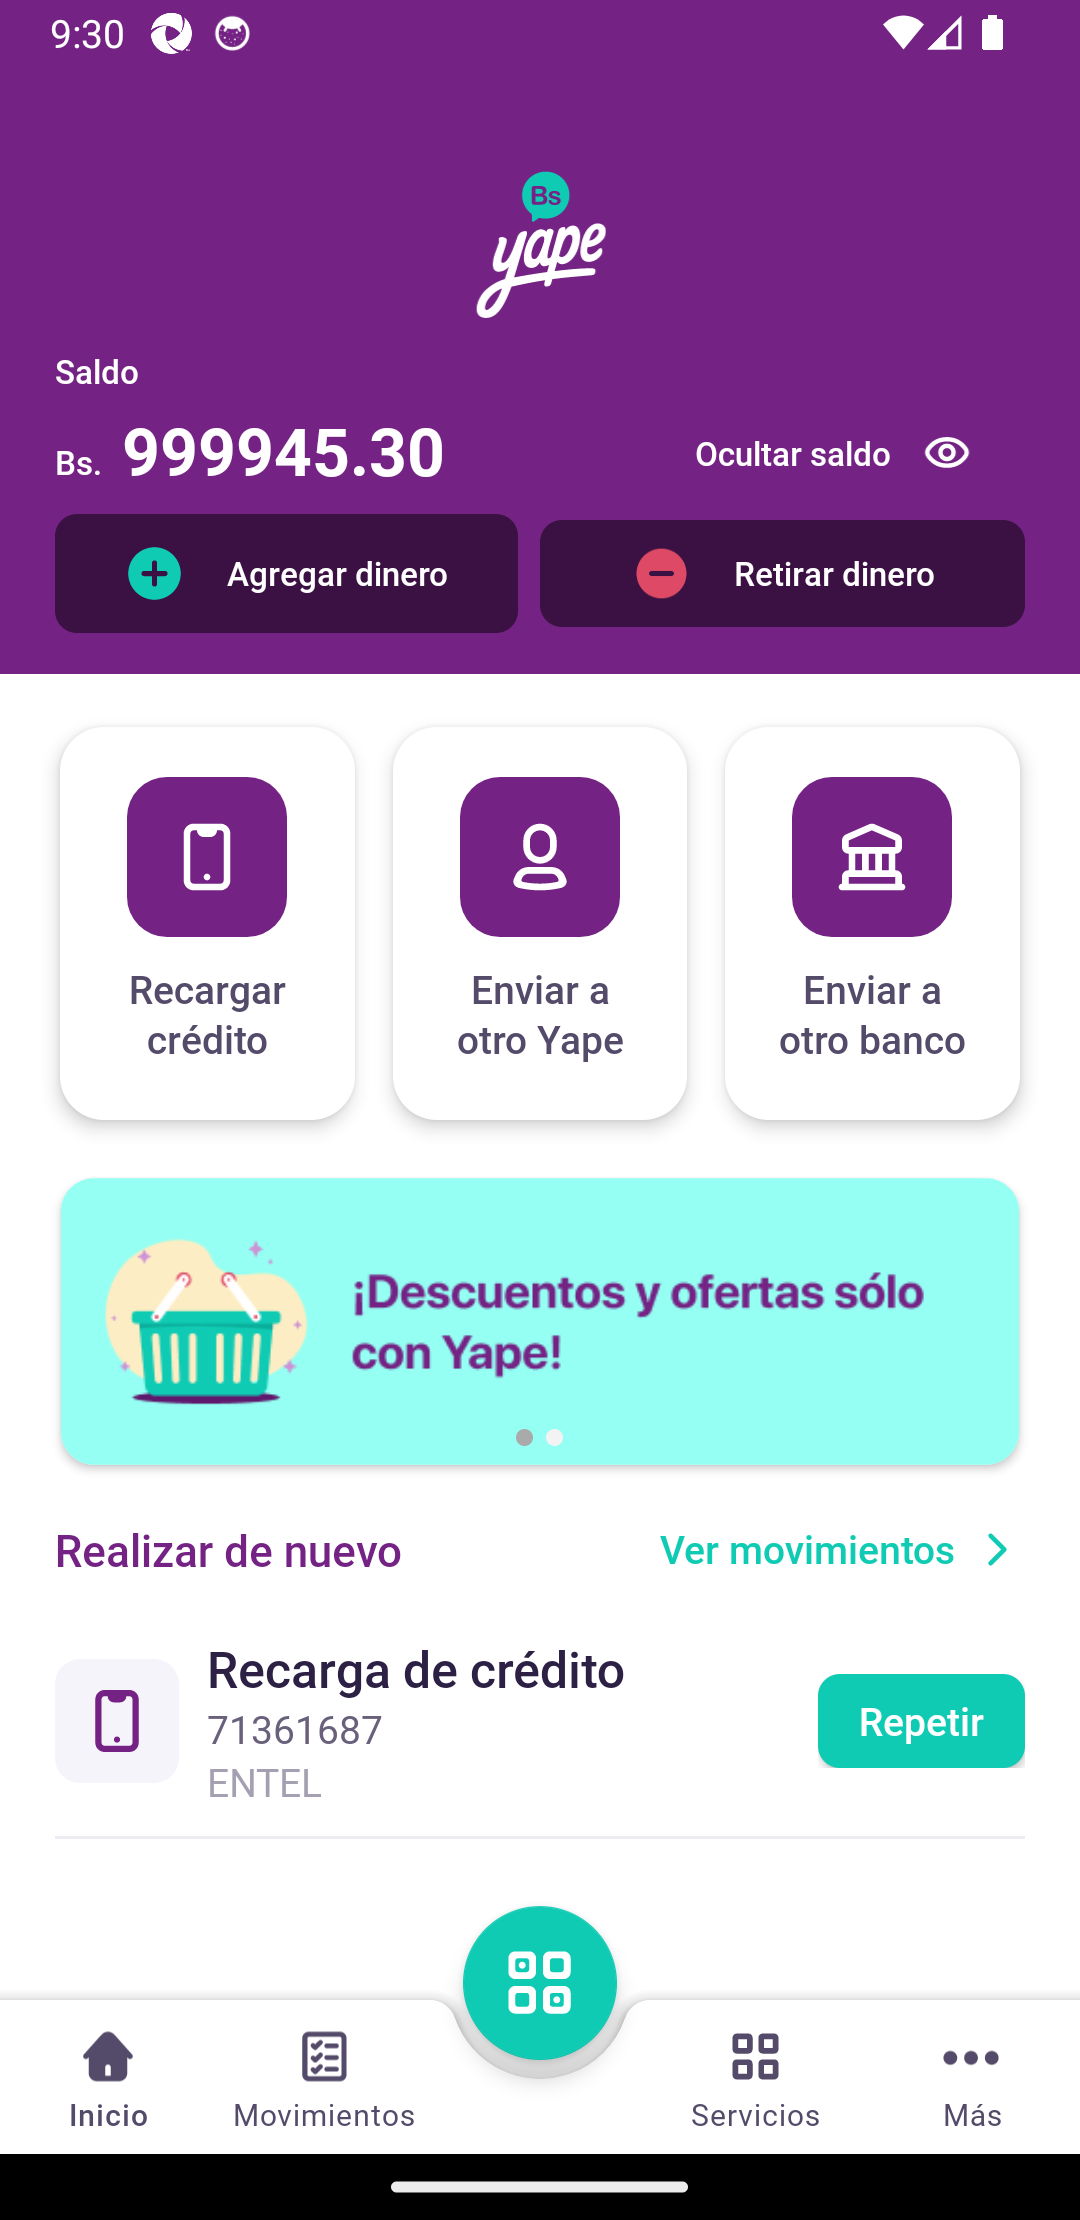 9:30
Bs
yape
Saldo
Bs. 999945.30
Ocultar saldo
Agregar dinero
Retirar dinero
Recargar
crédito
Enviar a
otro Yape
Enviar a
otro banco
¡Descuentos y ofertas sólo
con Yape!
Realizar de nuevo
Ver movimientos
Recarga de crédito
71361687
ENTEL
Repetir
Inicio
Movimientos
Servicios
Más